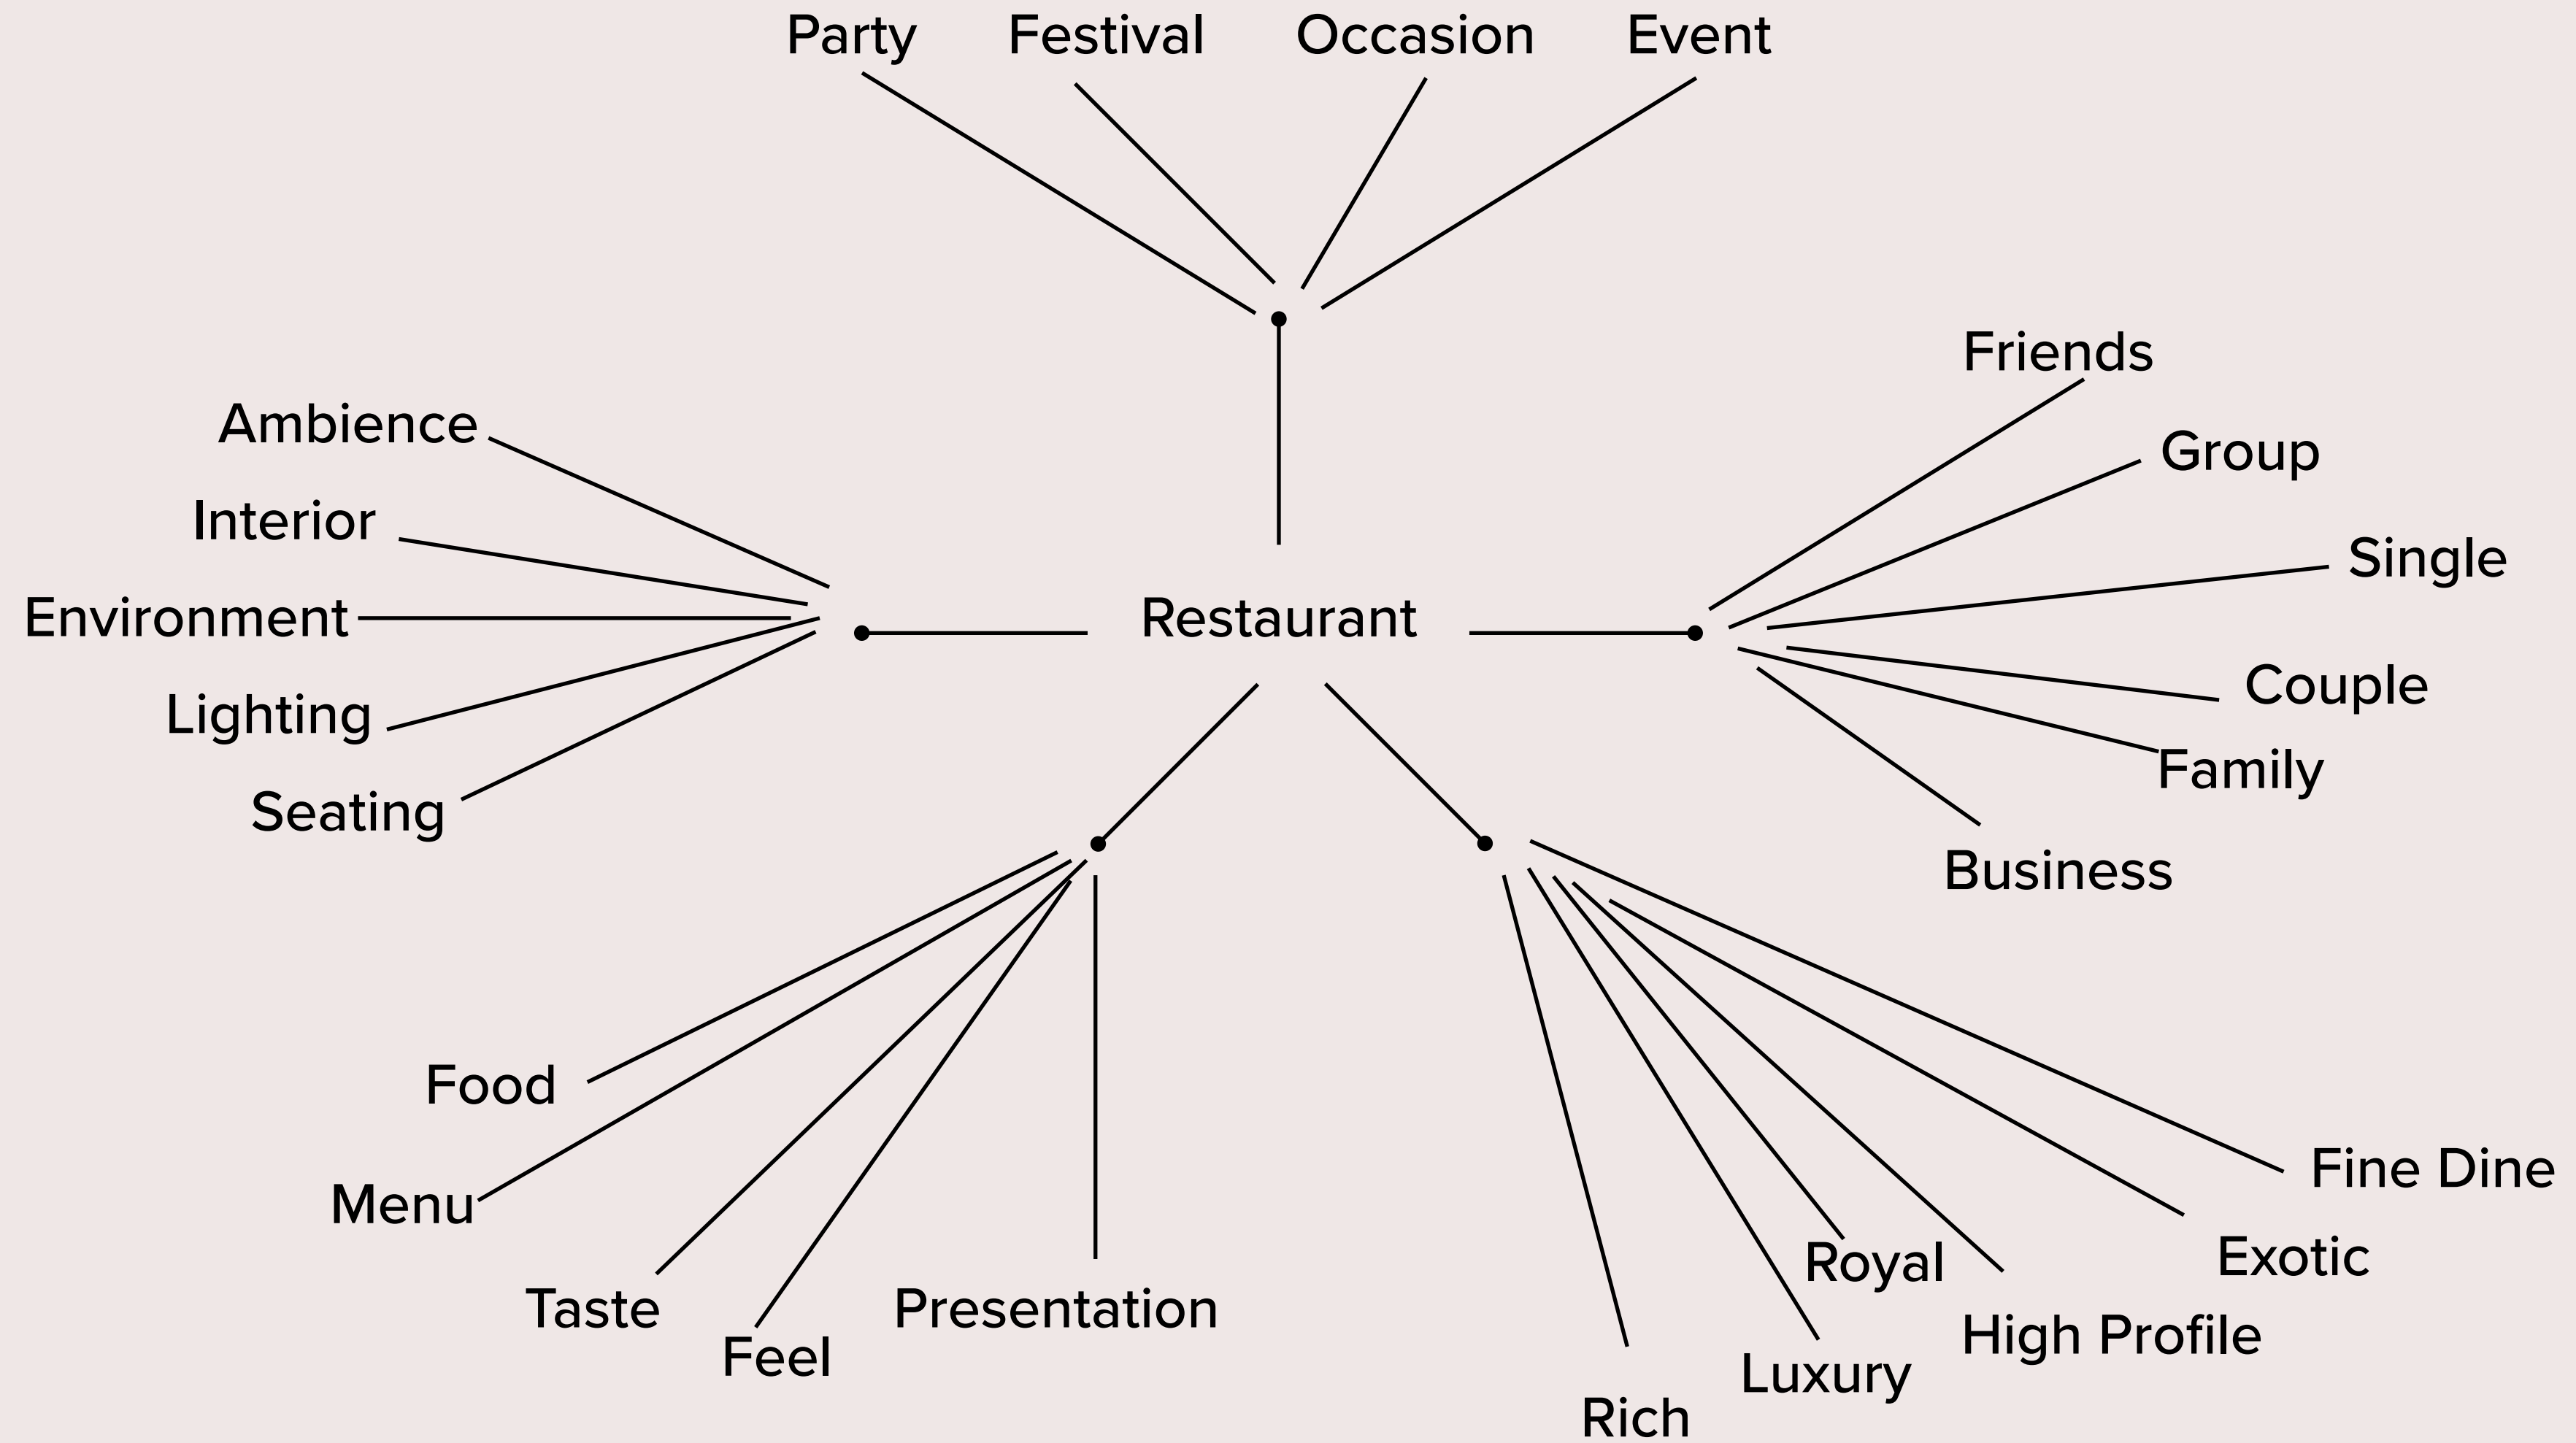 Party
Festival
Occasion
Event
Friends
Group
Single
Couple
Family
Business
Ambience
Interior
Environment
Lighting
Seating
Restaurant
Food
Menu
Taste
Feel
Presentation
Fine Dine
Exotic
High Profile
Royal
Luxury
Rich